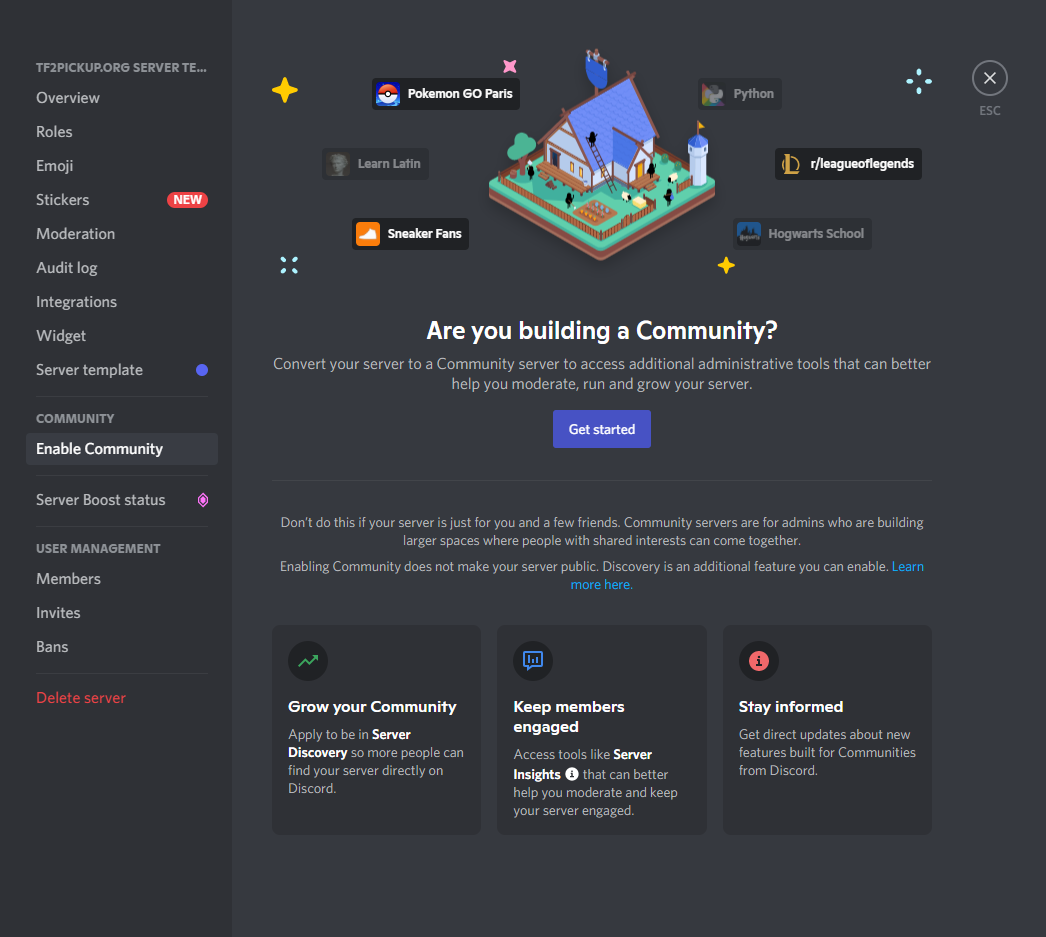 TF2PICKUP.ORG SERVER TE...
Overview
Roles
Emoji
Stickers
NEW
Moderation
Audit log
Integrations
Widget
Server template
COMMUNITY
Enable Community
Server Boost status
USER MANAGEMENT
Members
Invites
Bans
Delete server
Pokemon GO Paris
Python
Learn Latin
r/leagueoflegends
Sneaker Fans
Hogwarts School
ESC
Are you building a Community?
Convert your server to a Community server to access additional administrative tools that can better
help you moderate, run and grow your server.
Get started
Don't do this if your server is just for you and a few friends. Community servers are for admins who are building
larger spaces where people with shared interests can come together.
Enabling Community does not make your server public. Discovery is an additional feature you can enable. Learn
more here.
Grow your Community
Apply to be in Server
Discovery so more people can
find your server directly on
Discord.
Keep members
engaged
Access tools like Server
Insights that can better
help you moderate and keep
your server engaged.
Stay informed
Get direct updates about new
features built for Communities
from Discord.